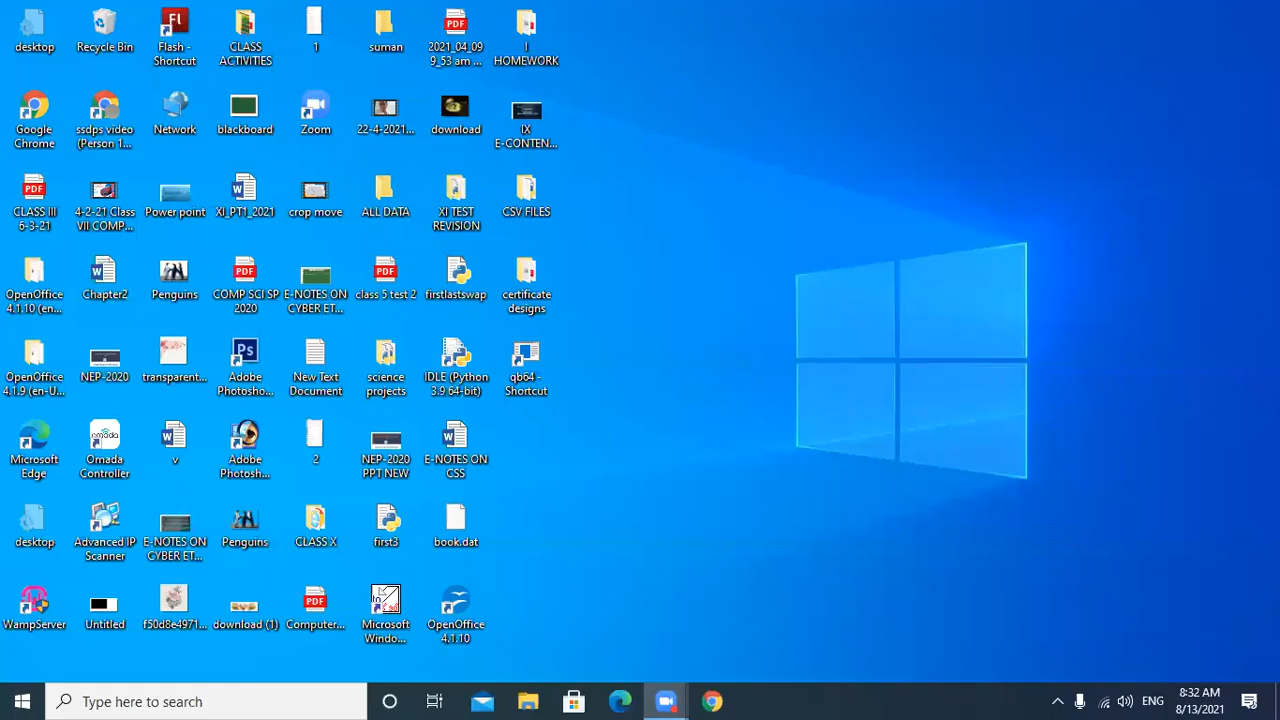 desktop
Recycle Bin
Flash -
Shortcut
CLASS
ACTIVITIES
1
suman
2021_04_09
9_53 am ...
I
HOMEWORK
Google
Chrome
ssdps video
(Person 1...
Network
blackboard
Zoom
22-4-2021...
download
IX
E-CONTEN...
CLASS III
6-3-21
4-2-21 Class
VII COMP...
Power point
XI_PT1_2021
crop move
ALL DATA
XI TEST
REVISION
CSV FILES
OpenOffice
4.1.10 (en...
Chapter2
Penguins
COMP SCI SP
2020
E-NOTES ON
CYBER ET...
class 5 test 2
firstlastswap
certificate
designs
OpenOffice
4.1.9 (en-U...
NEP-2020
transparent...
Adobe
Photosho...
New Text
Document
science
projects
IDLE (Python
3.9 64-bit)
qb64 -
Shortcut
Microsoft
Edge
Omada
Controller
v
Adobe
Photosh...
2
NEP-2020
PPT NEW
E-NOTES ON
CSS
desktop
Advanced IP
Scanner
E-NOTES ON
CYBER ET...
Penguins
CLASS X
first3
book.dat
WampServer
Untitled
f50d8e4971...
download (1)
Computer...
Microsoft
Windo...
OpenOffice
4.1.10
Type here to search
ENG
8:32 AM
8/13/2021